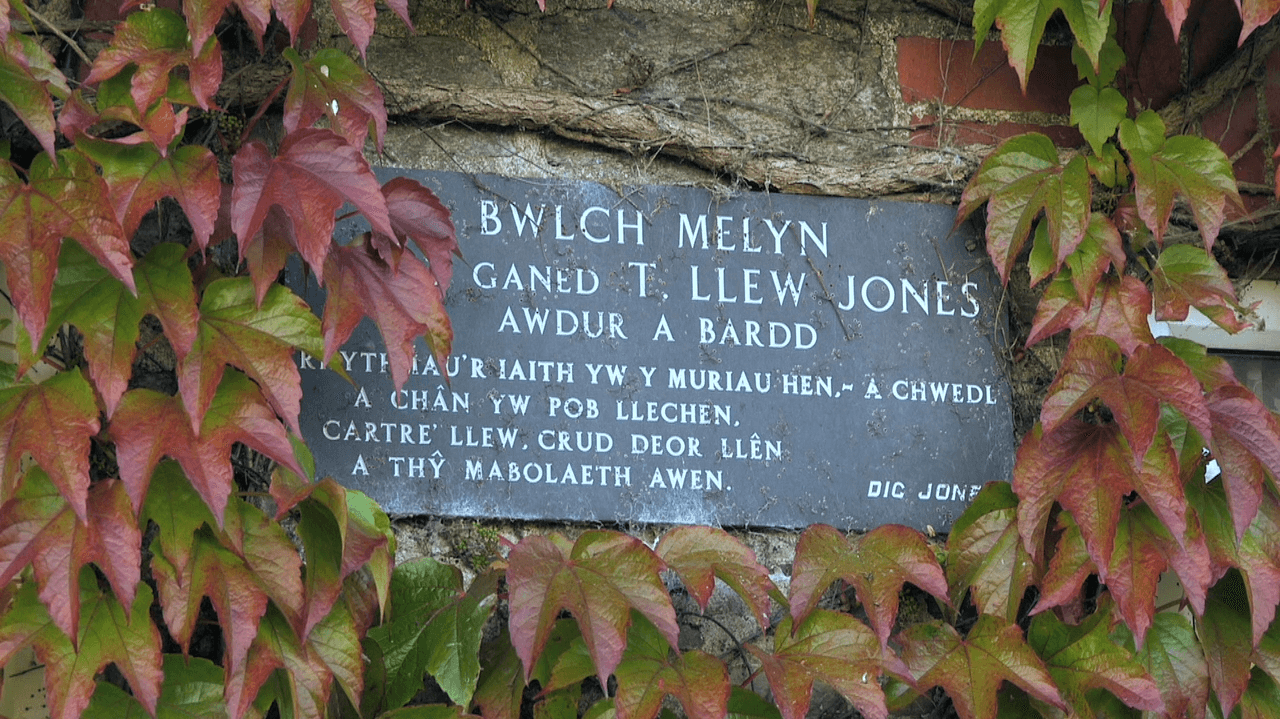 BWLCH MELYN
GANED T. LLEW JONES
AWDUR A BARDD
RHYTHMAU'R IAITH YW Y MURIAU HEN,~ A CHWEDL
A CHÂN YW POB LLECHEN,
CARTRE' LLEW, CRUD DEOR LLÊN
A THŶ MABOLAETH AWEN.
DIC JONES